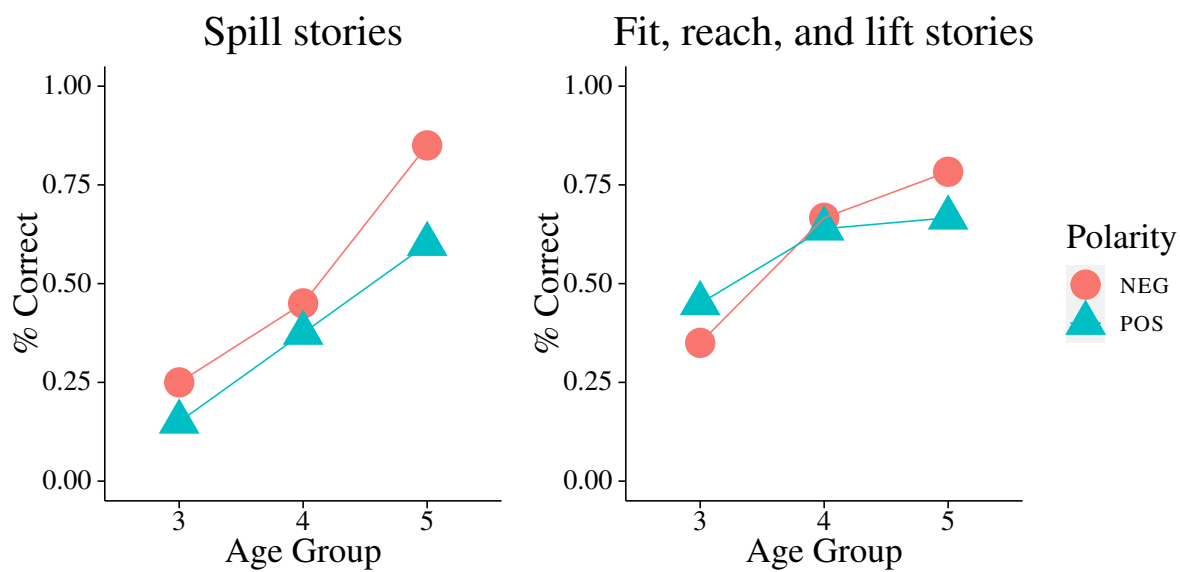 Spill stories
Fit, reach, and lift stories
% Correct
1.00
0.75
0.50
0.25
0.00
3 4 5
Age Group
% Correct
1.00
0.75
0.50
0.25
0.00
3 4 5
Age Group
Polarity
NEG
POS